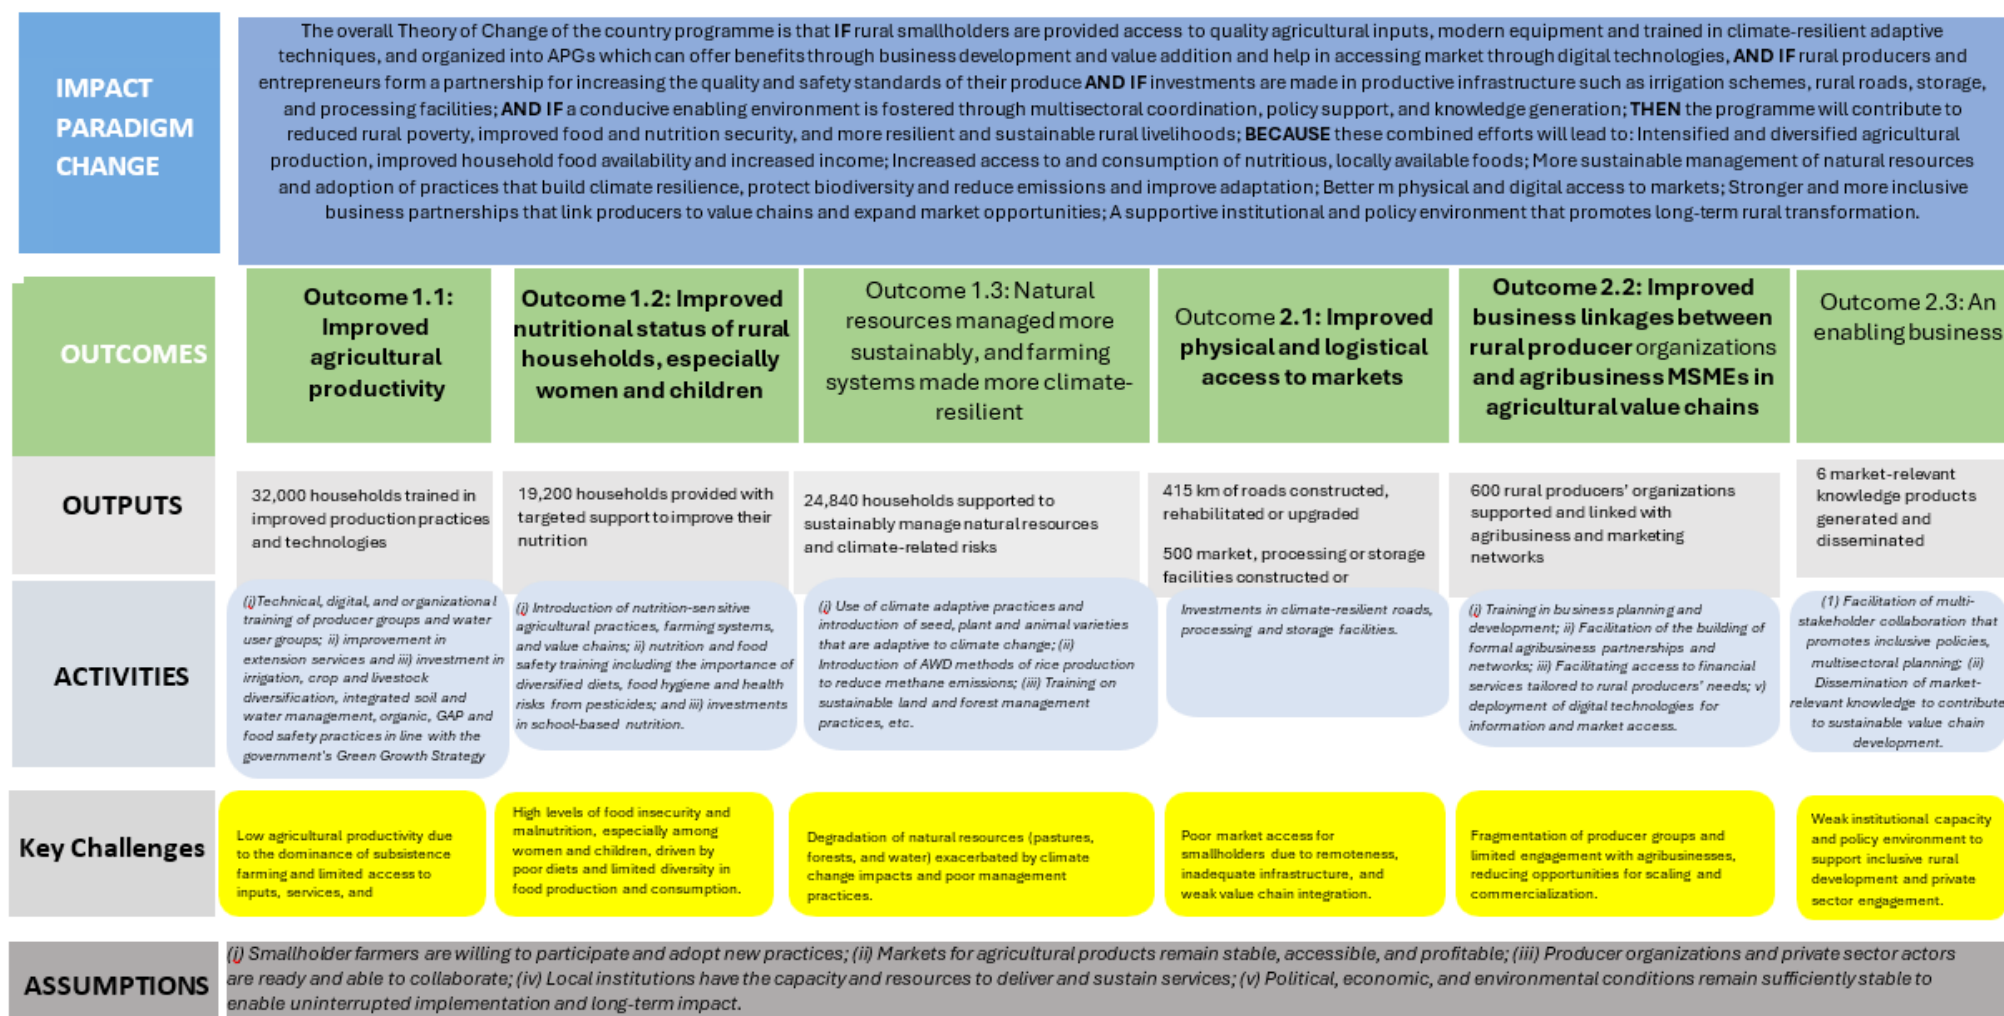 IMPACT
PARADIGM
CHANGE
The overall Theory of Change of the country programme is that IF rural smallholders are provided access to quality agricultural inputs, modern equipment and trained in climate-resilient adaptive
techniques, and organized into APGs which can offer benefits through business development and value addition and help in accessing market through digital technologies, AND IF rural producers and
entrepreneurs form a partnership for increasing the quality and safety standards of their produce AND IF investments are made in productive infrastructure such as irrigation schemes, rural roads, storage,
and processing facilities; AND IF a conducive enabling environment is fostered through multisectoral coordination, policy support, and knowledge generation; THEN the programme will contribute to
reduced rural poverty, improved food and nutrition security, and more resilient and sustainable rural livelihoods; BECAUSE these combined efforts will lead to: Intensified and diversified agricultural
production, improved household food availability and increased income; Increased access to and consumption of nutritious, locally available foods; More sustainable management of natural resources
and adoption of practices that build climate resilience, protect biodiversity and reduce emissions and improve adaptation; Better m physical and digital access to markets; Stronger and more inclusive
business partnerships that link producers to value chains and expand market opportunities; A supportive institutional and policy environment that promotes long-term rural transformation.
OUTCOMES
Outcome 1.1:
Improved
agricultural
productivity
Outcome 1.2: Improved
nutritional status of rural
households, especially
women and children
Outcome 1.3: Natural
resources managed more
sustainably, and farming
systems made more climate-
resilient
Outcome 2.1: Improved
physical and logistical
access to markets
Outcome 2.2: Improved
business linkages between
rural producer organizations
and agribusiness MSMEs in
agricultural value chains
Outcome 2.3: An
enabling business
OUTPUTS
32,000 households trained in
improved production practices
and technologies
19,200 households provided with
targeted support to improve their
nutrition
24,840 households supported to
sustainably manage natural resources
and climate-related risks
415 km of roads constructed,
rehabilitated or upgraded
500 market, processing or storage
facilities constructed or
600 rural producers' organizations
supported and linked with
agribusiness and marketing
networks
6 market-relevant
knowledge products
generated and
disseminated
ACTIVITIES
(i)Technical, digital, and organizational
training of producer groups and water
user groups; ii) improvement in
extension services and iii) investment in
irrigation, crop and livestock
diversification, integrated soil and
water management, organic, GAP and
food safety practices in line with the
government's Green Growth Strategy
(i) Introduction of nutrition-sensitive
agricultural practices, farming systems,
and value chains; ii) nutrition and food
safety training including the importance of
diversified diets, food hygiene and health
risks from pesticides; and iii) investments
in school-based nutrition.
(i) Use of climate adaptive practices and
introduction of seed, plant and animal varieties
that are adaptive to climate change; (ii)
Introduction of AWD methods of rice production
to reduce methane emissions; (iii) Training on
sustainable land and forest management
practices, etc.
Investments in climate-resilient roads,
processing and storage facilities.
(i) Training in business planning and
development; ii) Facilitation of the building of
formal agribusiness partnerships and
networks; iii) Facilitating access to financial
services tailored to rural producers' needs; v)
deployment of digital technologies for
information and market access.
(1) Facilitation of multi-
stakeholder collaboration that
promotes inclusive policies,
multisectoral planning; (ii)
Dissemination of market-
relevant knowledge to contribute
to sustainable value chain
development.
Key Challenges
Low agricultural productivity due
to the dominance of subsistence
farming and limited access to
inputs, services, and
High levels of food insecurity and
malnutrition, especially among
women and children, driven by
poor diets and limited diversity in
food production and consumption.
Degradation of natural resources (pastures,
forests, and water) exacerbated by climate
change impacts and poor management
practices.
Poor market access for
smallholders due to remoteness,
inadequate infrastructure, and
weak value chain integration.
Fragmentation of producer groups and
limited engagement with agribusinesses,
reducing opportunities for scaling and
commercialization.
Weak institutional capacity
and policy environment to
support inclusive rural
development and private
sector engagement.
ASSUMPTIONS
(i) Smallholder farmers are willing to participate and adopt new practices; (ii) Markets for agricultural products remain stable, accessible, and profitable; (iii) Producer organizations and private sector actors
are ready and able to collaborate; (iv) Local institutions have the capacity and resources to deliver and sustain services; (v) Political, economic, and environmental conditions remain sufficiently stable to
enable uninterrupted implementation and long-term impact.